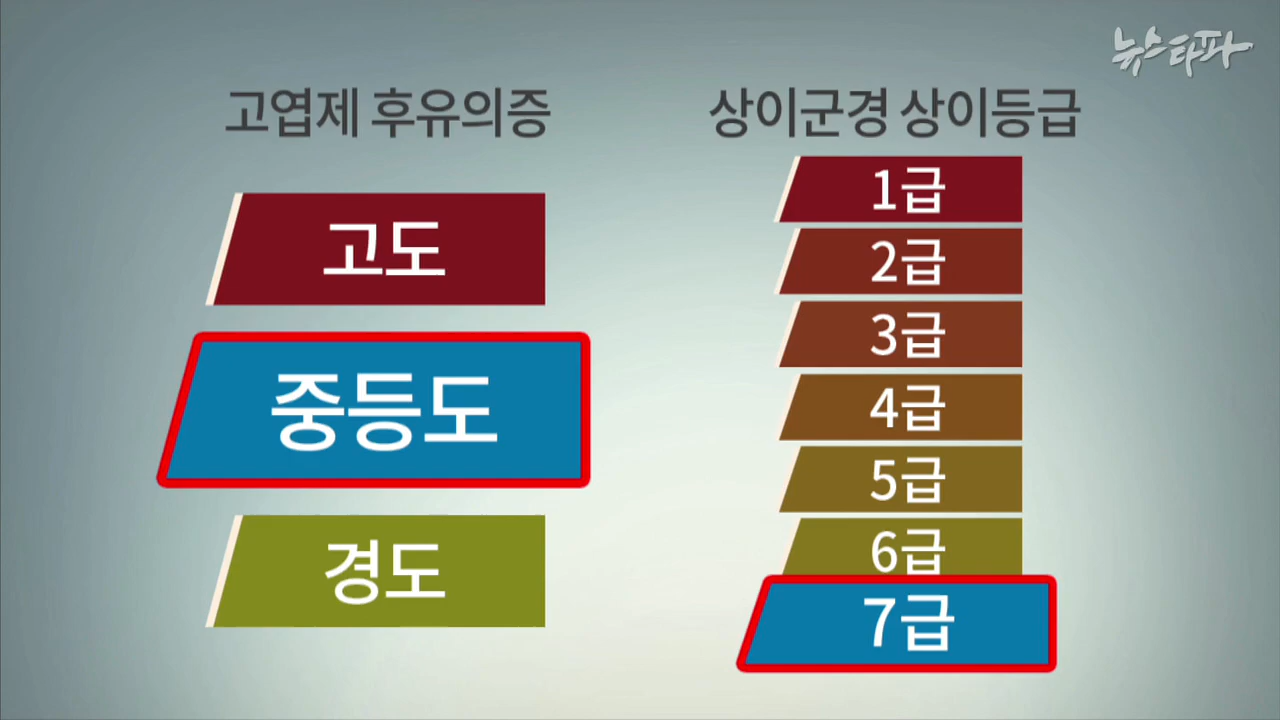 뉴스타파
고엽제 후유의증
고도
중등도
경도
상이군경 상이등급
1급
2급
3급
4급
5급
6급
7급